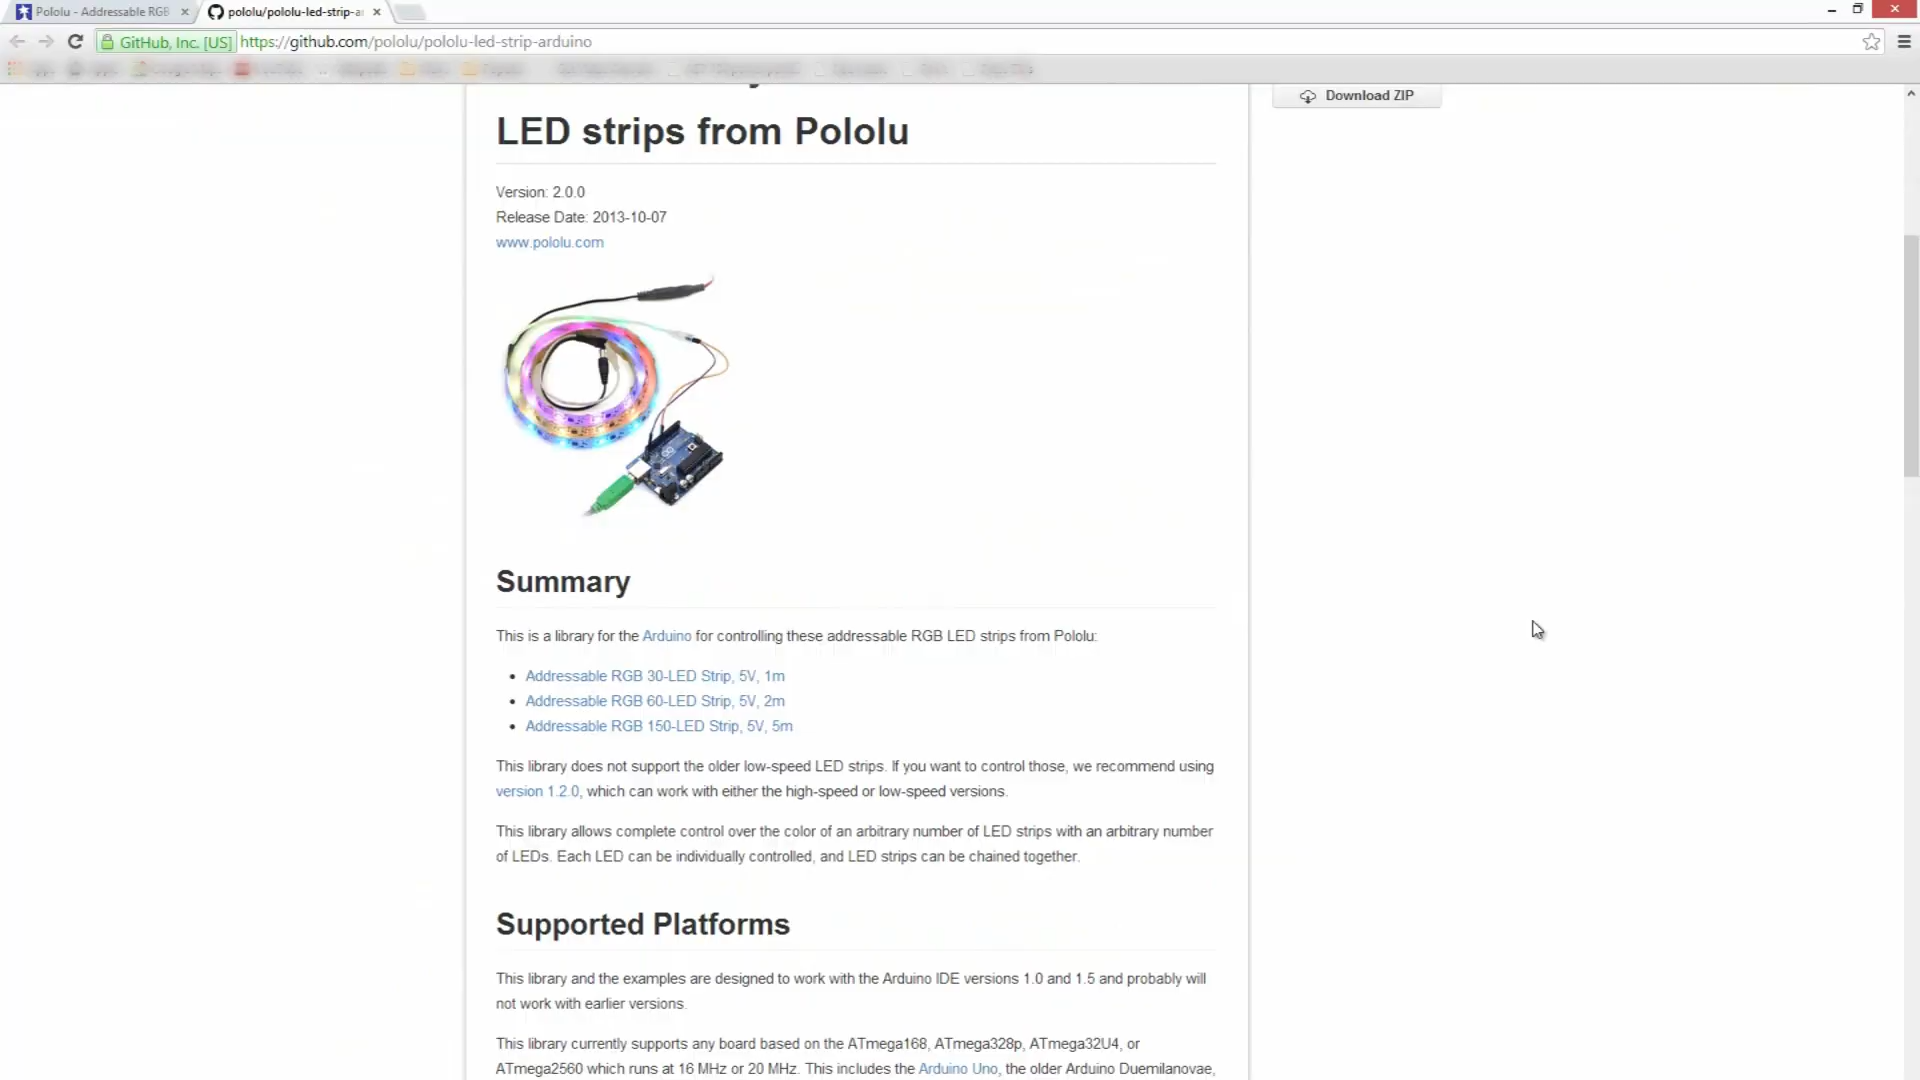 Pololu - Addressable RGB
pololu/pololu-led-strip-a
GitHub, Inc. [US] https://github.com/pololu/pololu-led-strip-arduino
Download ZIP
LED strips from Pololu
Version: 2.0.0
Release Date: 2013-10-07
www.pololu.com
Summary
This is a library for the Arduino for controlling these addressable RGB LED strips from Pololu:
Addressable RGB 30-LED Strip, 5V, 1m
Addressable RGB 60-LED Strip, 5V, 2m
Addressable RGB 150-LED Strip, 5V, 5m
This library does not support the older low-speed LED strips. If you want to control those, we recommend using
version 1.2.0, which can work with either the high-speed or low-speed versions.
This library allows complete control over the color of an arbitrary number of LED strips with an arbitrary number
of LEDs. Each LED can be individually controlled, and LED strips can be chained together.
Supported Platforms
This library and the examples are designed to work with the Arduino IDE versions 1.0 and 1.5 and probably will
not work with earlier versions.
This library currently supports any board based on the ATmega168, ATmega328p, ATmega32U4, or
ATmega2560 which runs at 16 MHz or 20 MHz. This includes the Arduino Uno, the older Arduino Duemilanovae,